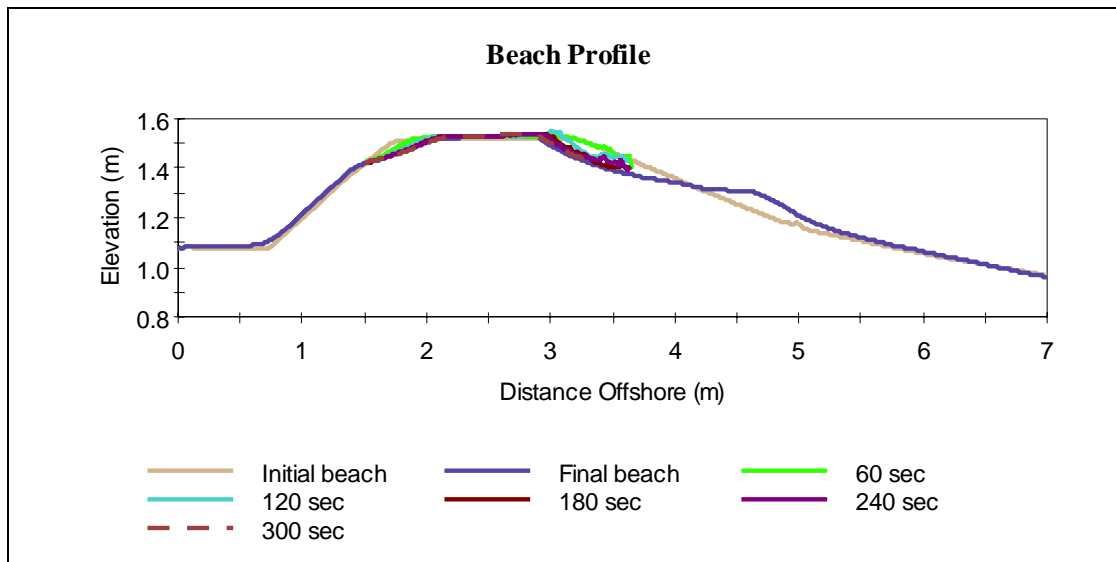 Beach Profile
1.6
1.4
1.2
1.0
0.8
Elevation (m)
0 1 2 3 4 5 6 7
Distance Offshore (m)
Initial beach Final beach 60 sec
120 sec 180 sec 240 sec
300 sec